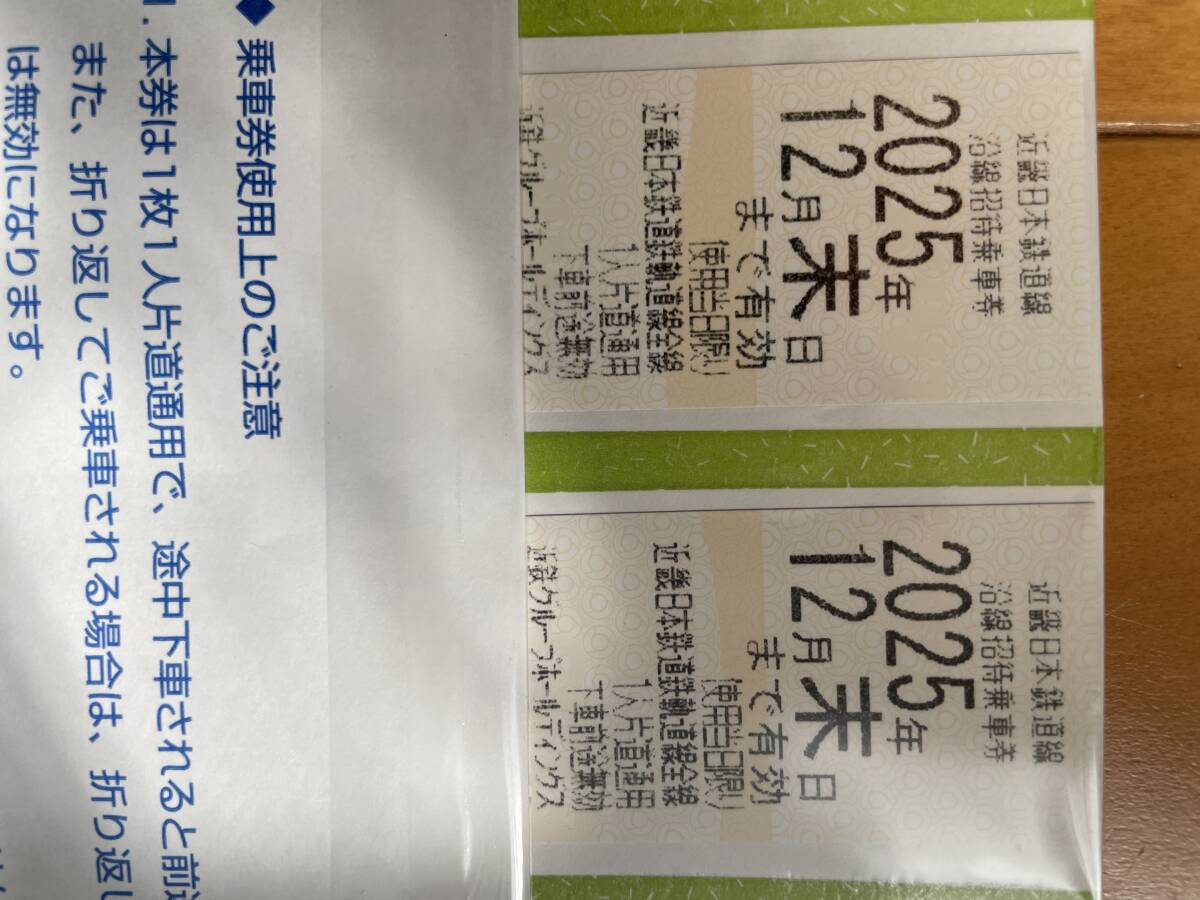 ◆ 乗車券使用上のご注意
1. 本券は1枚1人片道通用で、途中下車されると前途
また、折り返してご乗車される場合は、折り返し
は無効になります。
近畿日本鉄道線
沿線招待乗車券
2025年
12月末日
まで有効
使用当日限り
近畿日本鉄道鉄軌道線全線
1人片道通用
下車前途無効
近鉄グループホールディングス
近畿日本鉄道線
沿線招待乗車券
2025年
12月末日
まで有効
使用当日限り
近畿日本鉄道鉄軌道線全線
1人片道通用
下車前途無効
近鉄グループホールディングス